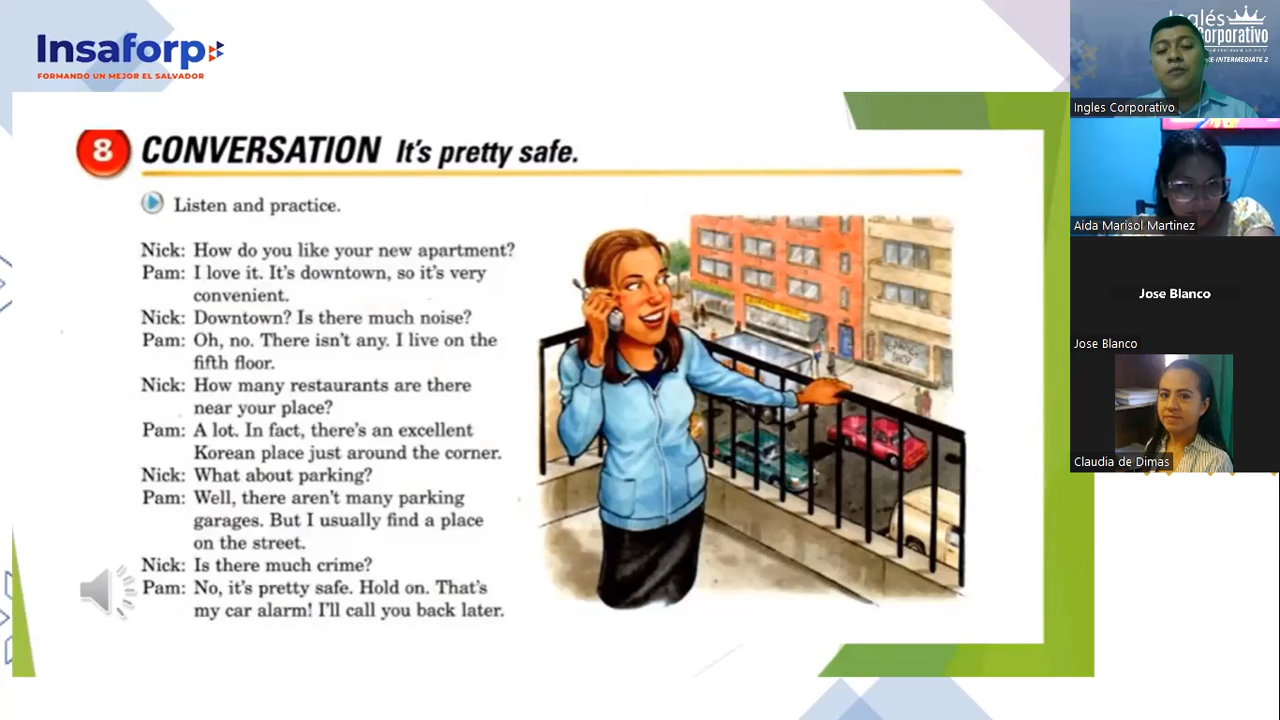 Insaforp
FORMANDO UN MEJOR EL SALVADOR
8 CONVERSATION It's pretty safe.
Listen and practice.
Nick: How do you like your new apartment?
Pam: I love it. It's downtown, so it's very
convenient.
Nick: Downtown? Is there much noise?
Pam: Oh, no. There isn't any. I live on the
fifth floor.
Nick: How many restaurants are there
near your place?
Pam: A lot. In fact, there's an excellent
Korean place just around the corner.
Nick: What about parking?
Pam: Well, there aren't many parking
garages. But I usually find a place
on the street.
Nick: Is there much crime?
Pam: No, it's pretty safe. Hold on. That's
my car alarm! I'll call you back later.
Inglés
Corporativo
Ingles Corporativo
Aida Marisol Martinez
Jose Blanco
Jose Blanco
Claudia de Dimas